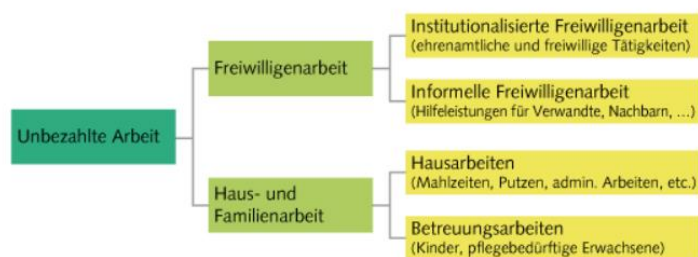 Unbezahlte Arbeit
Freiwilligenarbeit
Institutionalisierte Freiwilligenarbeit
(ehrenamtliche und freiwillige Tätigkeiten)
Informelle Freiwilligenarbeit
(Hilfeleistungen für Verwandte, Nachbarn, ...)
Haus- und
Familienarbeit
Hausarbeiten
(Mahlzeiten, Putzen, admin. Arbeiten, etc.)
Betreuungsarbeiten
(Kinder, pflegebedürftige Erwachsene)